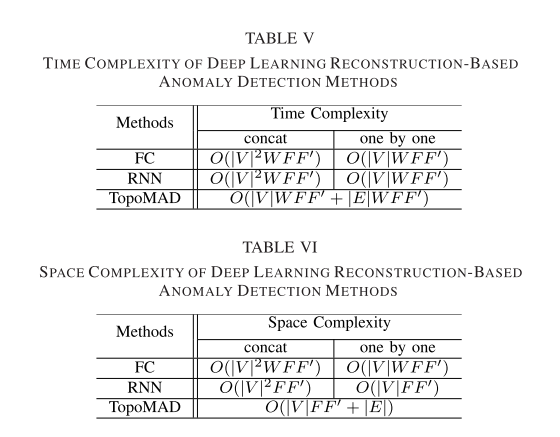 TABLE V
TIME COMPLEXITY OF DEEP LEARNING RECONSTRUCTION-BASED
ANOMALY DETECTION METHODS
Methods Time Complexity
concat one by one
FC O(|V|²WFF′) O(|V|WFF′)
RNN O(|V|²WFF′) O(|V|WFF′)
TopoMAD O(|V|WFF′ + |E|WFF′)
TABLE VI
SPACE COMPLEXITY OF DEEP LEARNING RECONSTRUCTION-BASED
ANOMALY DETECTION METHODS
Methods Space Complexity
concat one by one
FC O(|V|²WFF′) O(|V|WFF′)
RNN O(|V|²FF′) O(|V|FF′)
TopoMAD O(|V|FF′ + |E|)